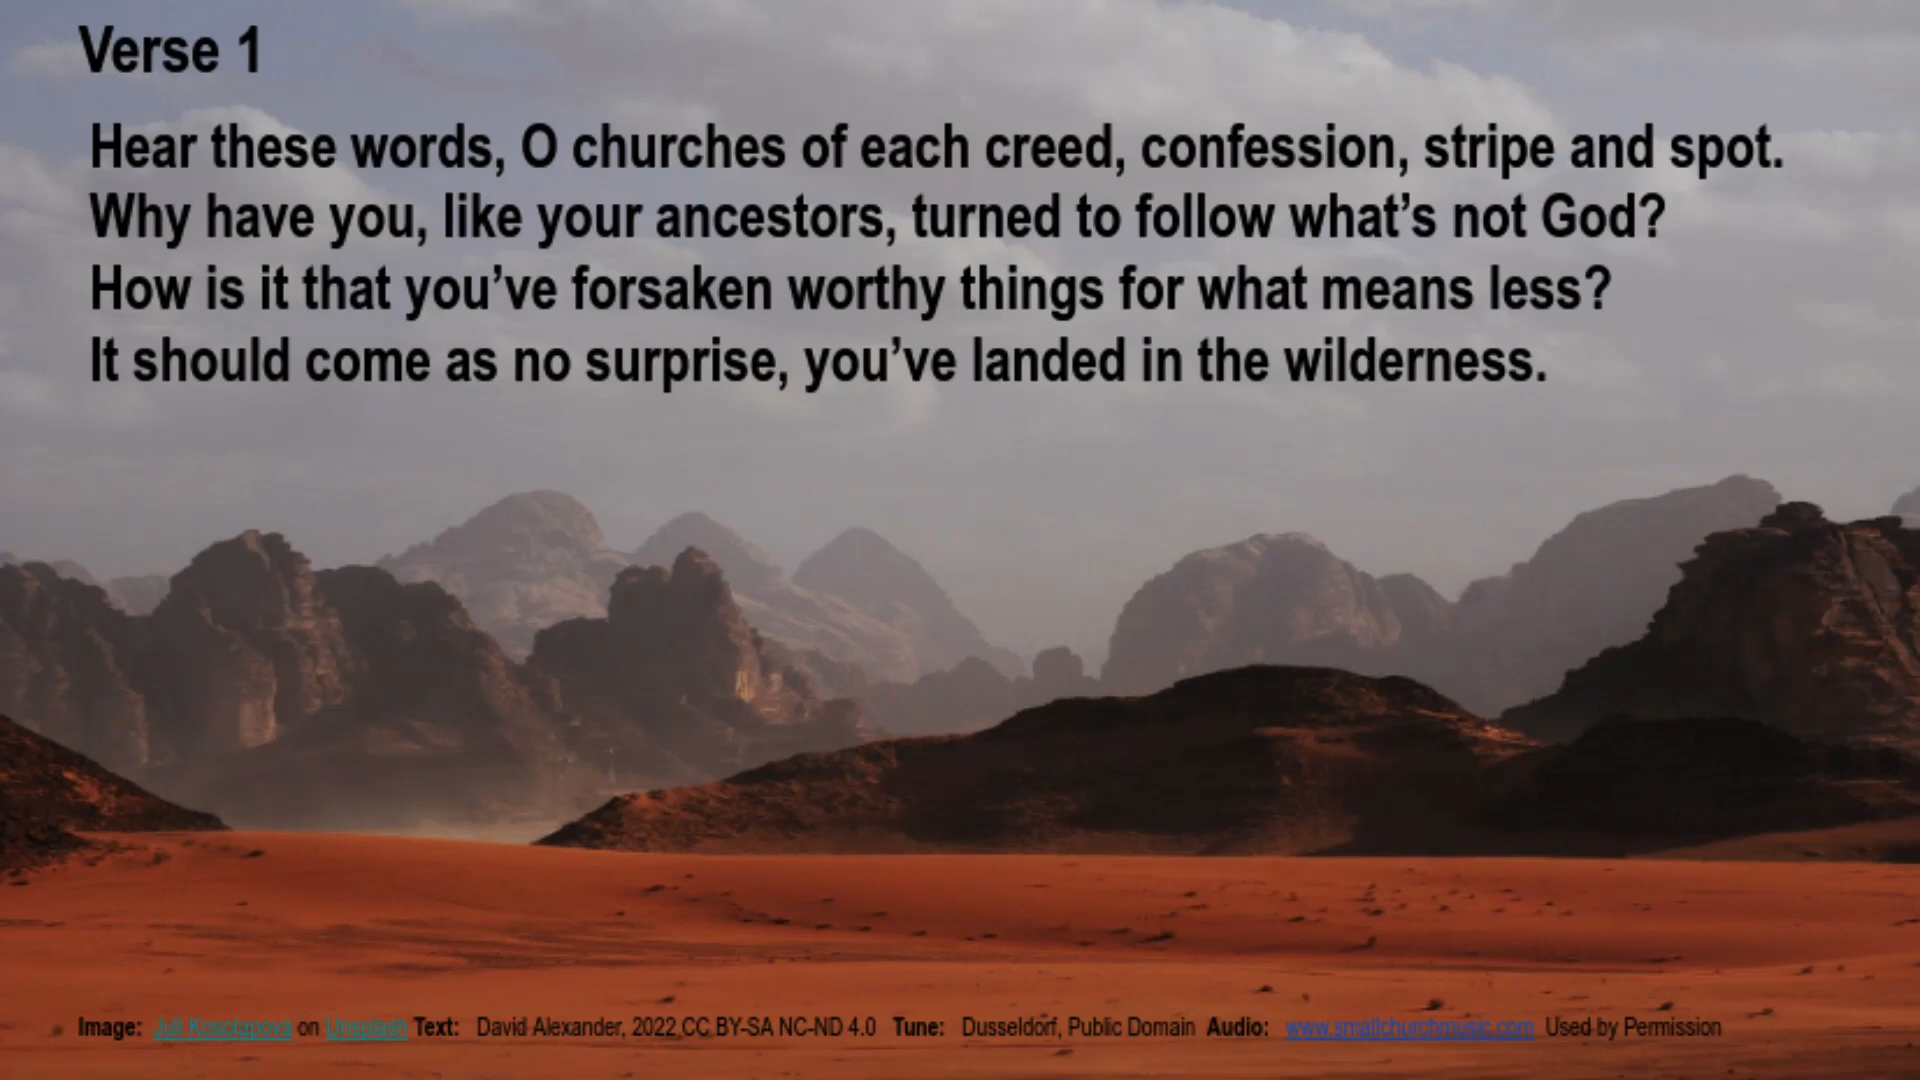 Verse 1
Hear these words, O churches of each creed, confession, stripe and spot.
Why have you, like your ancestors, turned to follow what’s not God?
How is it that you’ve forsaken worthy things for what means less?
It should come as no surprise, you’ve landed in the wilderness.
Image: Juli Kosolapova on Unsplash Text: David Alexander, 2022 CC BY-SA NC-ND 4.0 Tune: Dusseldorf, Public Domain Audio: www.smallchurchmusic.com Used by Permission